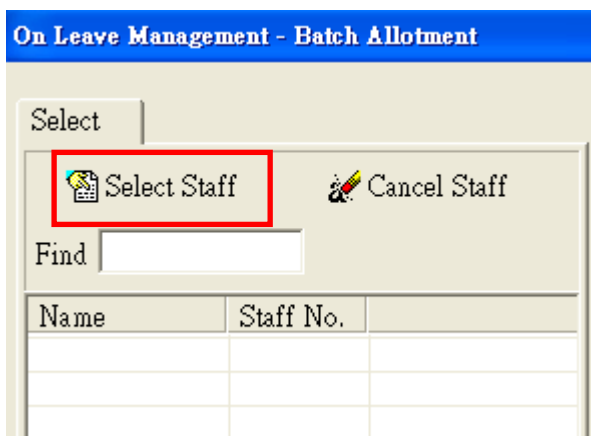 On Leave Management - Batch Allotment
Select
Select Staff Cancel Staff
Find
Name Staff No.